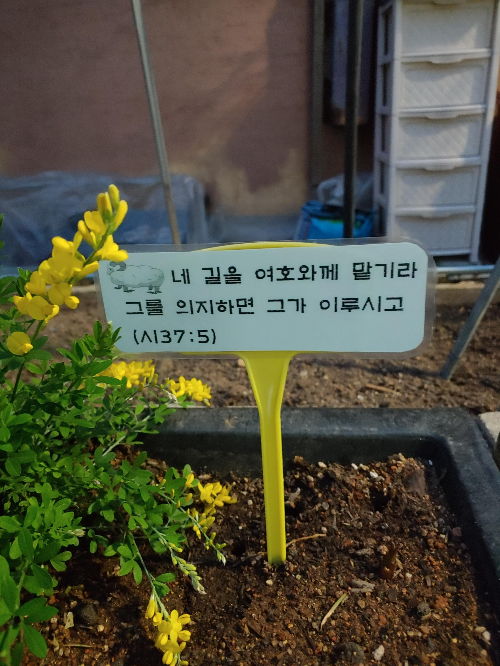 네 길을 여호와께 맡기라
그를 의지하면 그가 이루시고
(시37:5)